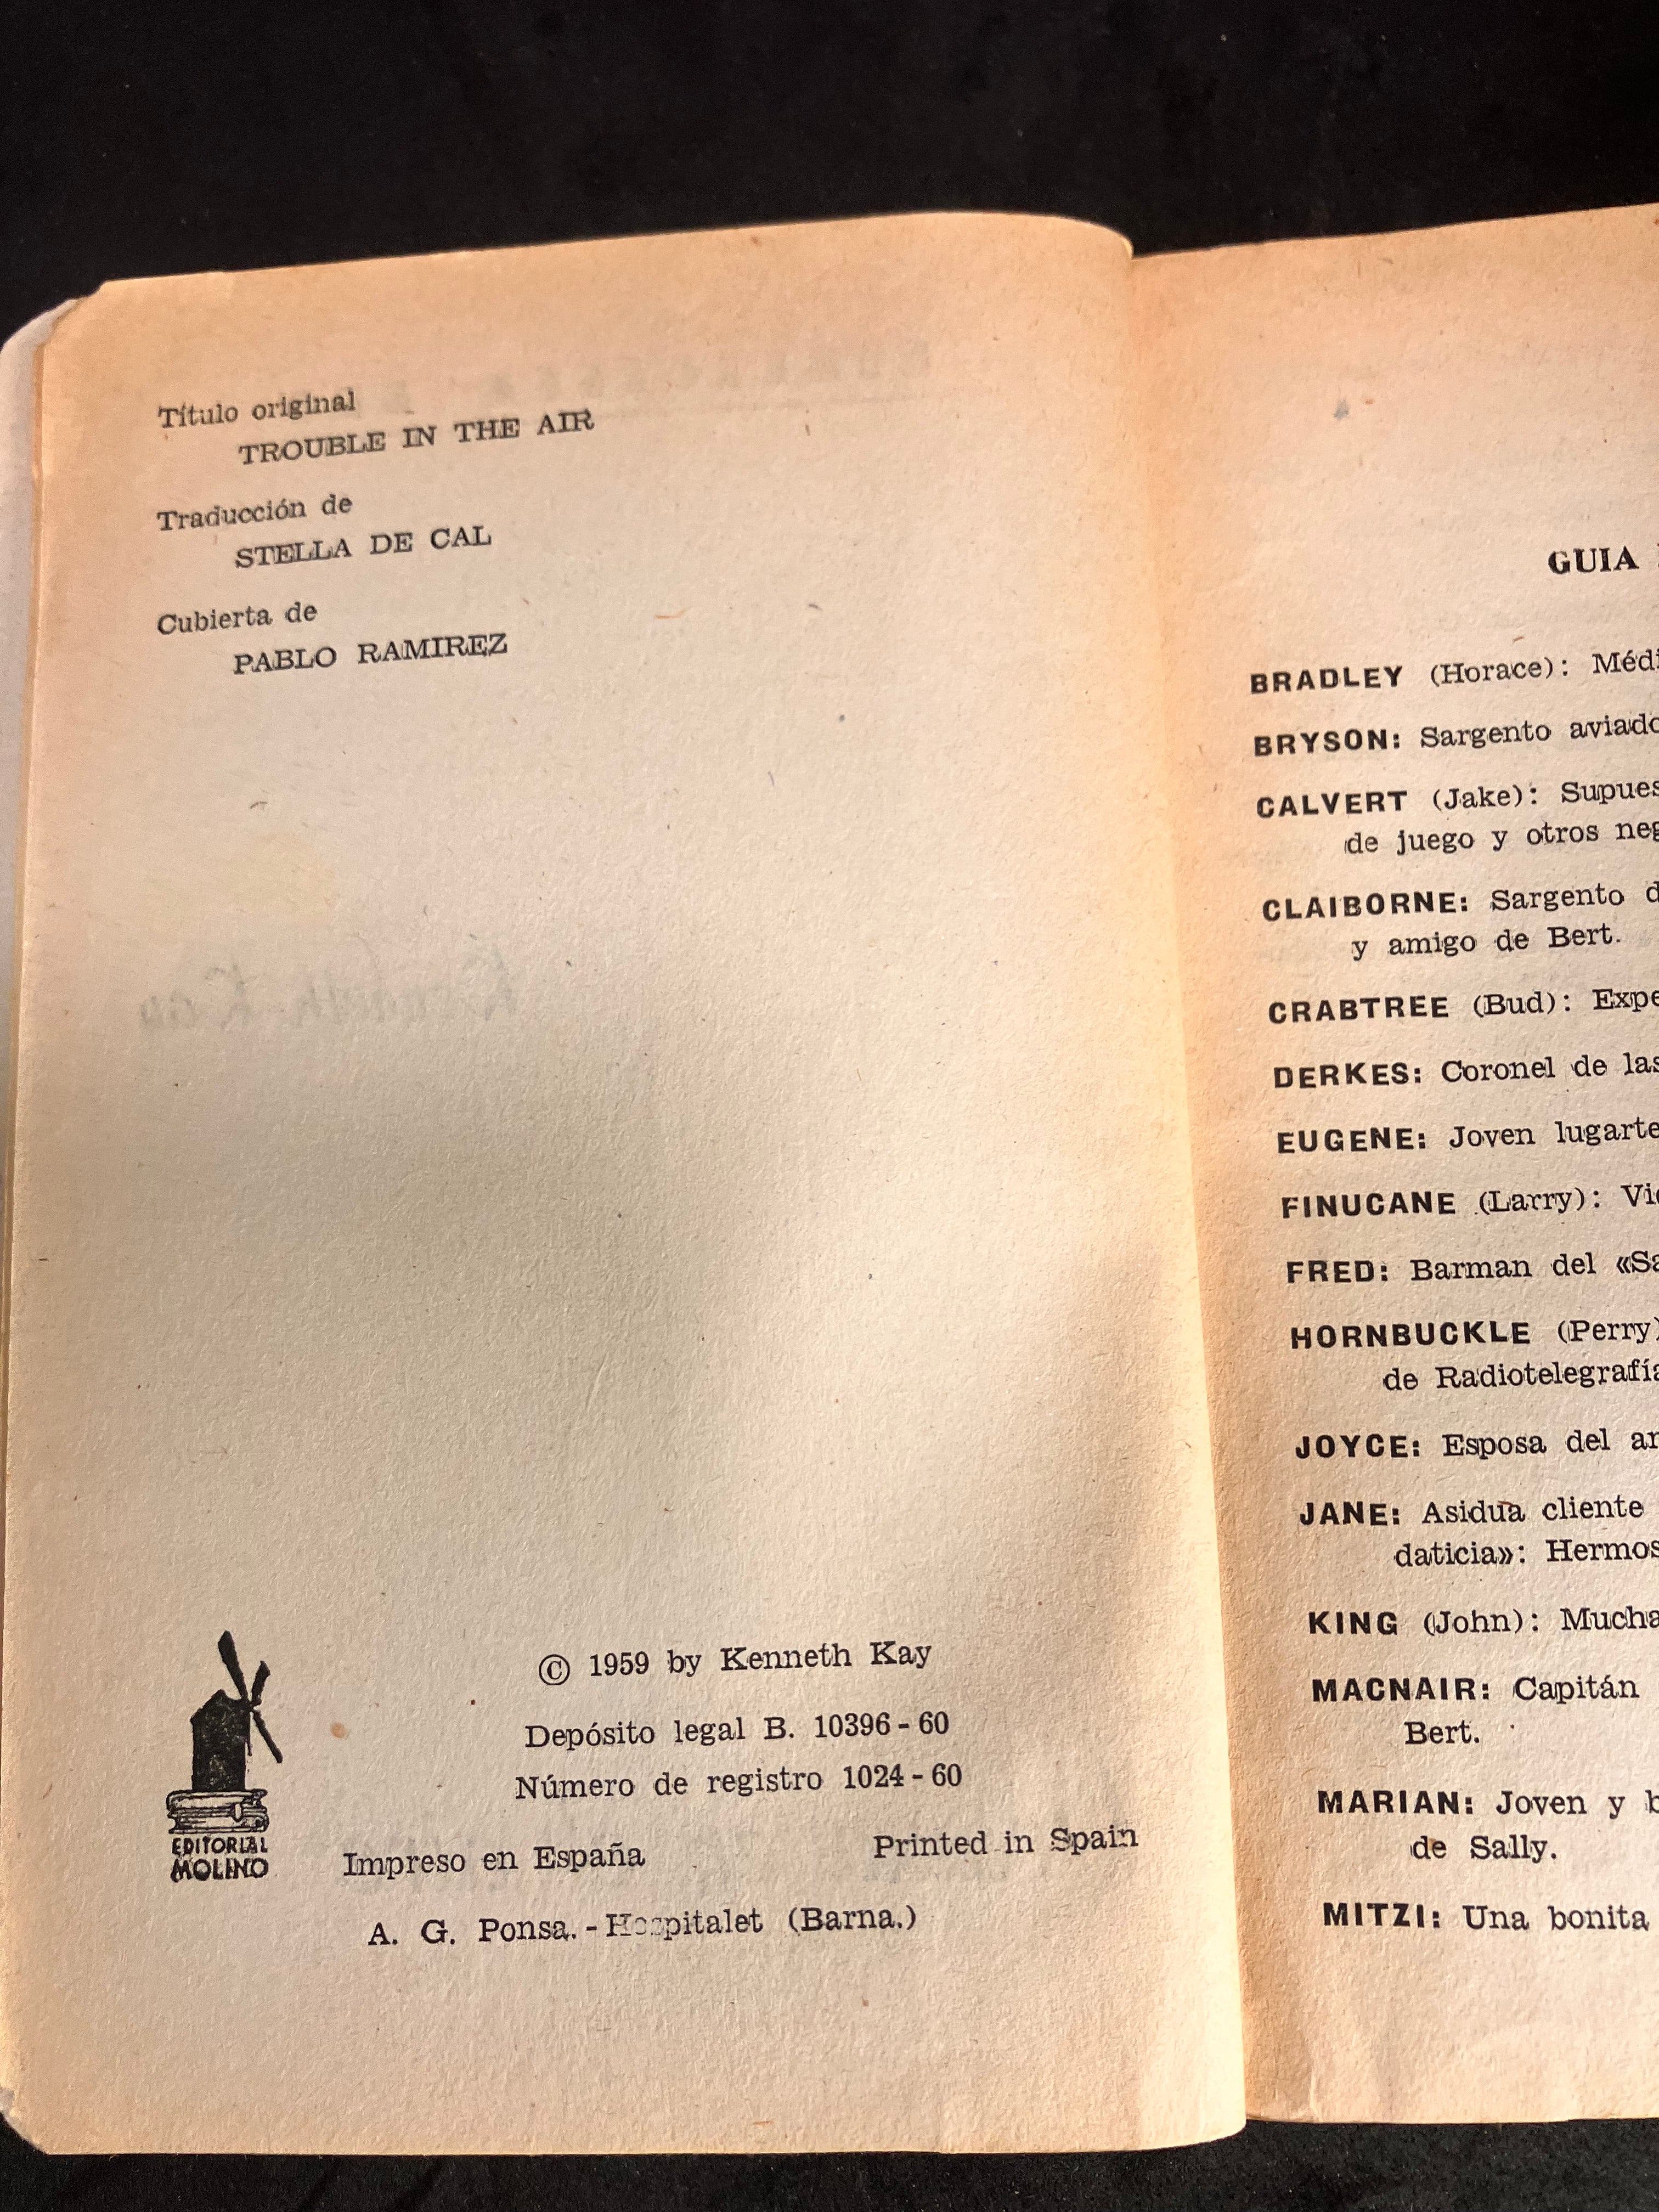 Título original
TROUBLE IN THE AIR
Traducción de
STELLA DE CAL
Cubierta de
PABLO RAMIREZ
© 1959 by Kenneth Kay
Depósito legal B. 10396-60
Número de registro 1024-60
EDITORIAL
MOLINO
Impreso en España Printed in Spain
A. G. Ponsa.-Hospitalet (Barna.)
GUIA
BRADLEY (Horace):
BRYSON: Sargento
CALVERT (Jake):
de juego y otros
CLAIBORNE: Sargento
y amigo de Bert.
CRABTREE (Bud):
DERKES: Coronel de las
EUGENE: Joven
FINUCANE (Larry):
FRED: Barman del
HORNBUCKLE (Perry)
de
JOYCE: Esposa del
JANE: Asidua cliente
daticia»:
KING (John):
MACNAIR: Capitán
Bert.
MARIAN: Joven y
de Sally.
MITZI: Una bonita